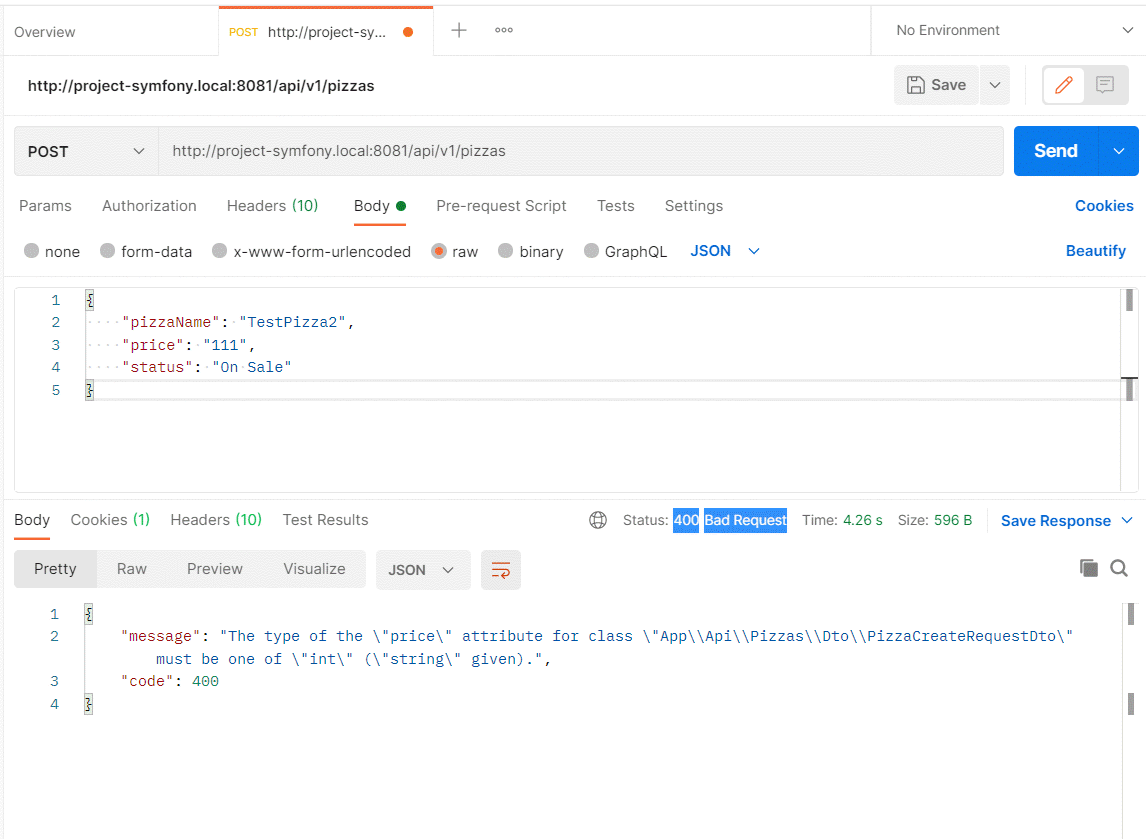 Overview
POST http://project-sy...
No Environment
http://project-symfony.local:8081/api/v1/pizzas
Save
POST http://project-symfony.local:8081/api/v1/pizzas Send
Params Authorization Headers (10) Body Pre-request Script Tests Settings Cookies
none form-data x-www-form-urlencoded raw binary GraphQL JSON Beautify
1 {
2 ····"pizzaName":·"TestPizza2",
3 ····"price":·"111",
4 ····"status":·"On·Sale"
5 }
Body Cookies (1) Headers (10) Test Results Status: 400 Bad Request Time: 4.26 s Size: 596 B Save Response
Pretty Raw Preview Visualize JSON
1 {
2 "message": "The type of the \"price\" attribute for class \"App\\Api\\Pizzas\\Dto\\PizzaCreateRequestDto\"
must be one of \"int\" (\"string\" given).",
3 "code": 400
4 }